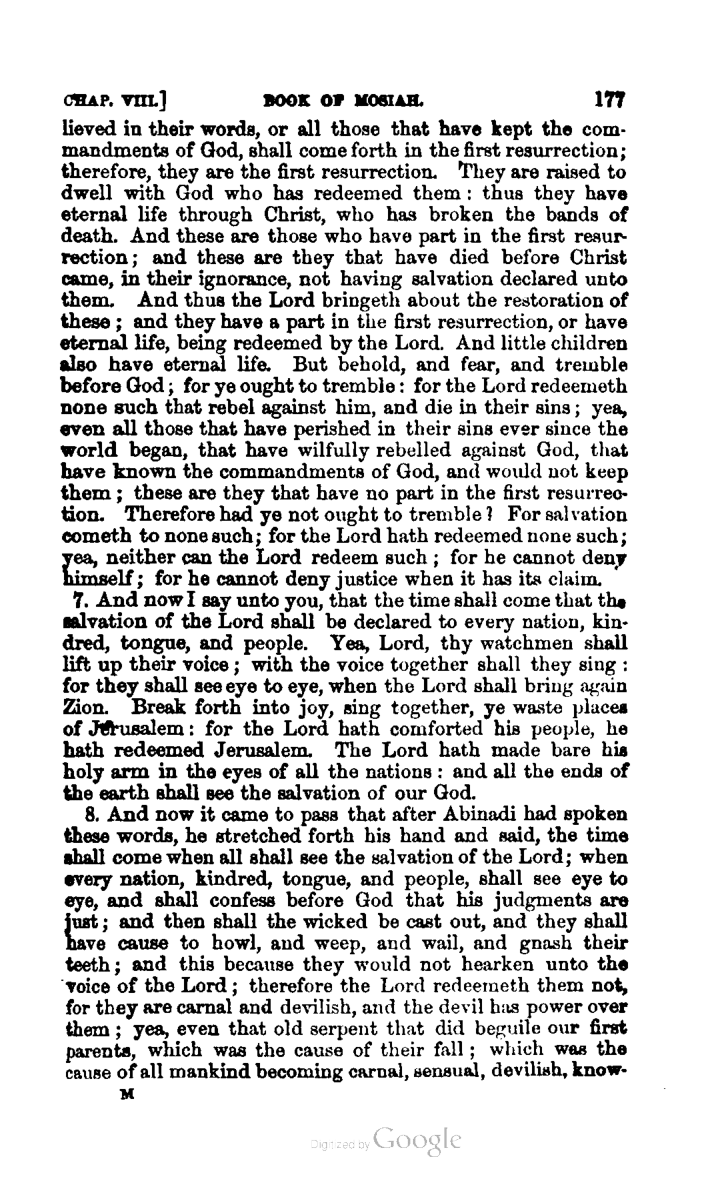 CHAP. VIII.] BOOK OF MOSIAH. 177
lieved in their words, or all those that have kept the com-
mandments of God, shall come forth in the first resurrection;
therefore, they are the first resurrection. They are raised to
dwell with God who has redeemed them : thus they have
eternal life through Christ, who has broken the bands of
death. And these are those who have part in the first resur-
rection; and these are they that have died before Christ
came, in their ignorance, not having salvation declared unto
them. And thus the Lord bringeth about the restoration of
these ; and they have a part in the first resurrection, or have
eternal life, being redeemed by the Lord. And little children
also have eternal life. But behold, and fear, and tremble
before God ; for ye ought to tremble : for the Lord redeemeth
none such that rebel against him, and die in their sins ; yea,
even all those that have perished in their sins ever since the
world began, that have wilfully rebelled against God, that
have known the commandments of God, and would not keep
them ; these are they that have no part in the first resurrec-
tion. Therefore had ye not ought to tremble ? For salvation
cometh to none such; for the Lord hath redeemed none such;
yea, neither can the Lord redeem such ; for he cannot deny
himself; for he cannot deny justice when it has its claim.
7. And now I say unto you, that the time shall come that the
salvation of the Lord shall be declared to every nation, kin-
dred, tongue, and people. Yea, Lord, thy watchmen shall
lift up their voice ; with the voice together shall they sing :
for they shall see eye to eye, when the Lord shall bring again
Zion. Break forth into joy, sing together, ye waste places
of Jerusalem : for the Lord hath comforted his people, he
hath redeemed Jerusalem. The Lord hath made bare his
holy arm in the eyes of all the nations : and all the ends of
the earth shall see the salvation of our God.
8. And now it came to pass that after Abinadi had spoken
these words, he stretched forth his hand and said, the time
shall come when all shall see the salvation of the Lord; when
every nation, kindred, tongue, and people, shall see eye to
eye, and shall confess before God that his judgments are
just ; and then shall the wicked be cast out, and they shall
have cause to howl, and weep, and wail, and gnash their
teeth ; and this because they would not hearken unto the
voice of the Lord ; therefore the Lord redeemeth them not,
for they are carnal and devilish, and the devil has power over
them ; yea, even that old serpent that did beguile our first
parents, which was the cause of their fall ; which was the
cause of all mankind becoming carnal, sensual, devilish, know-
M
Digitized by Google